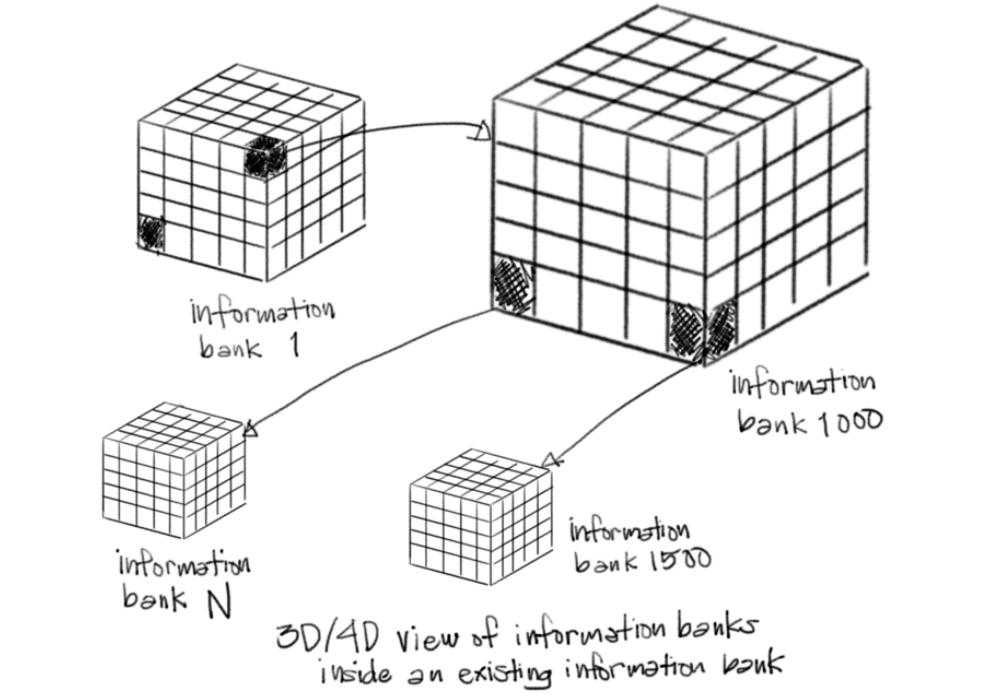 information
bank 1
information
bank 1000
information
bank N
information
bank 1500
3D/4D view of information banks
inside an existing information bank